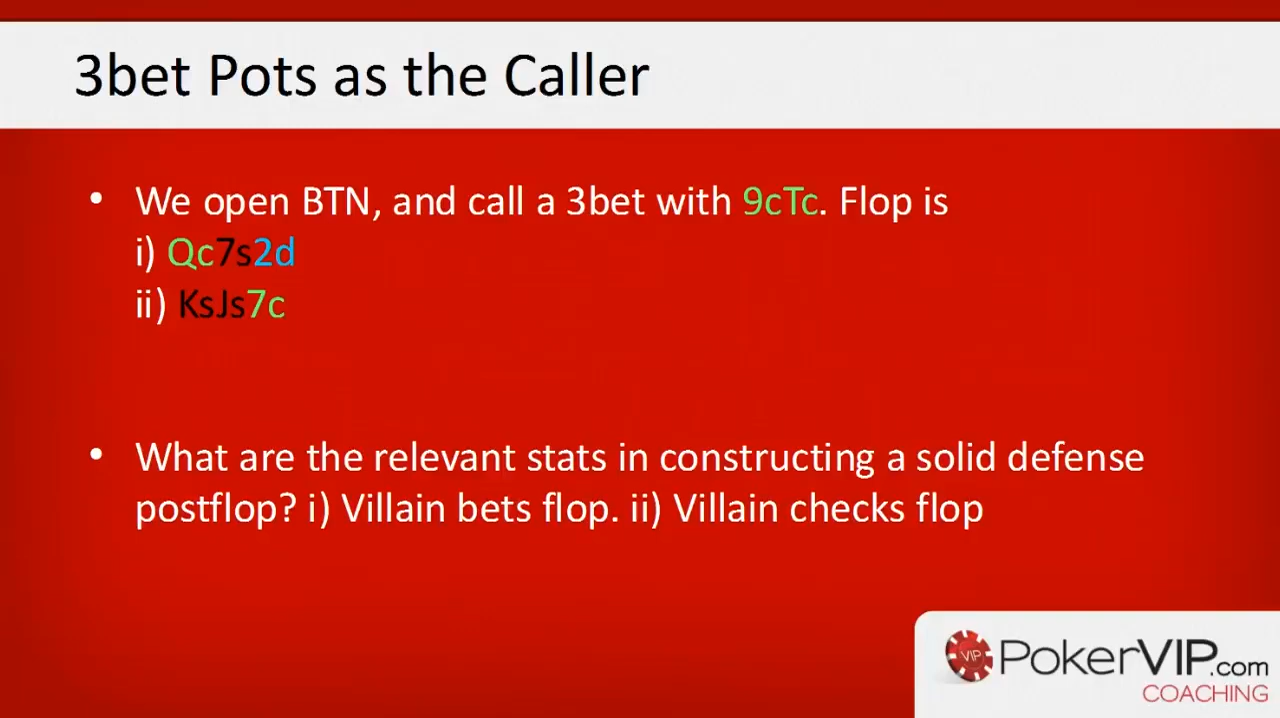 3bet Pots as the Caller
• We open BTN, and call a 3bet with 9cTc. Flop is
i) Qc7s2d
ii) KsJs7c
• What are the relevant stats in constructing a solid defense
postflop? i) Villain bets flop. ii) Villain checks flop
VIP PokerVIP.com
COACHING